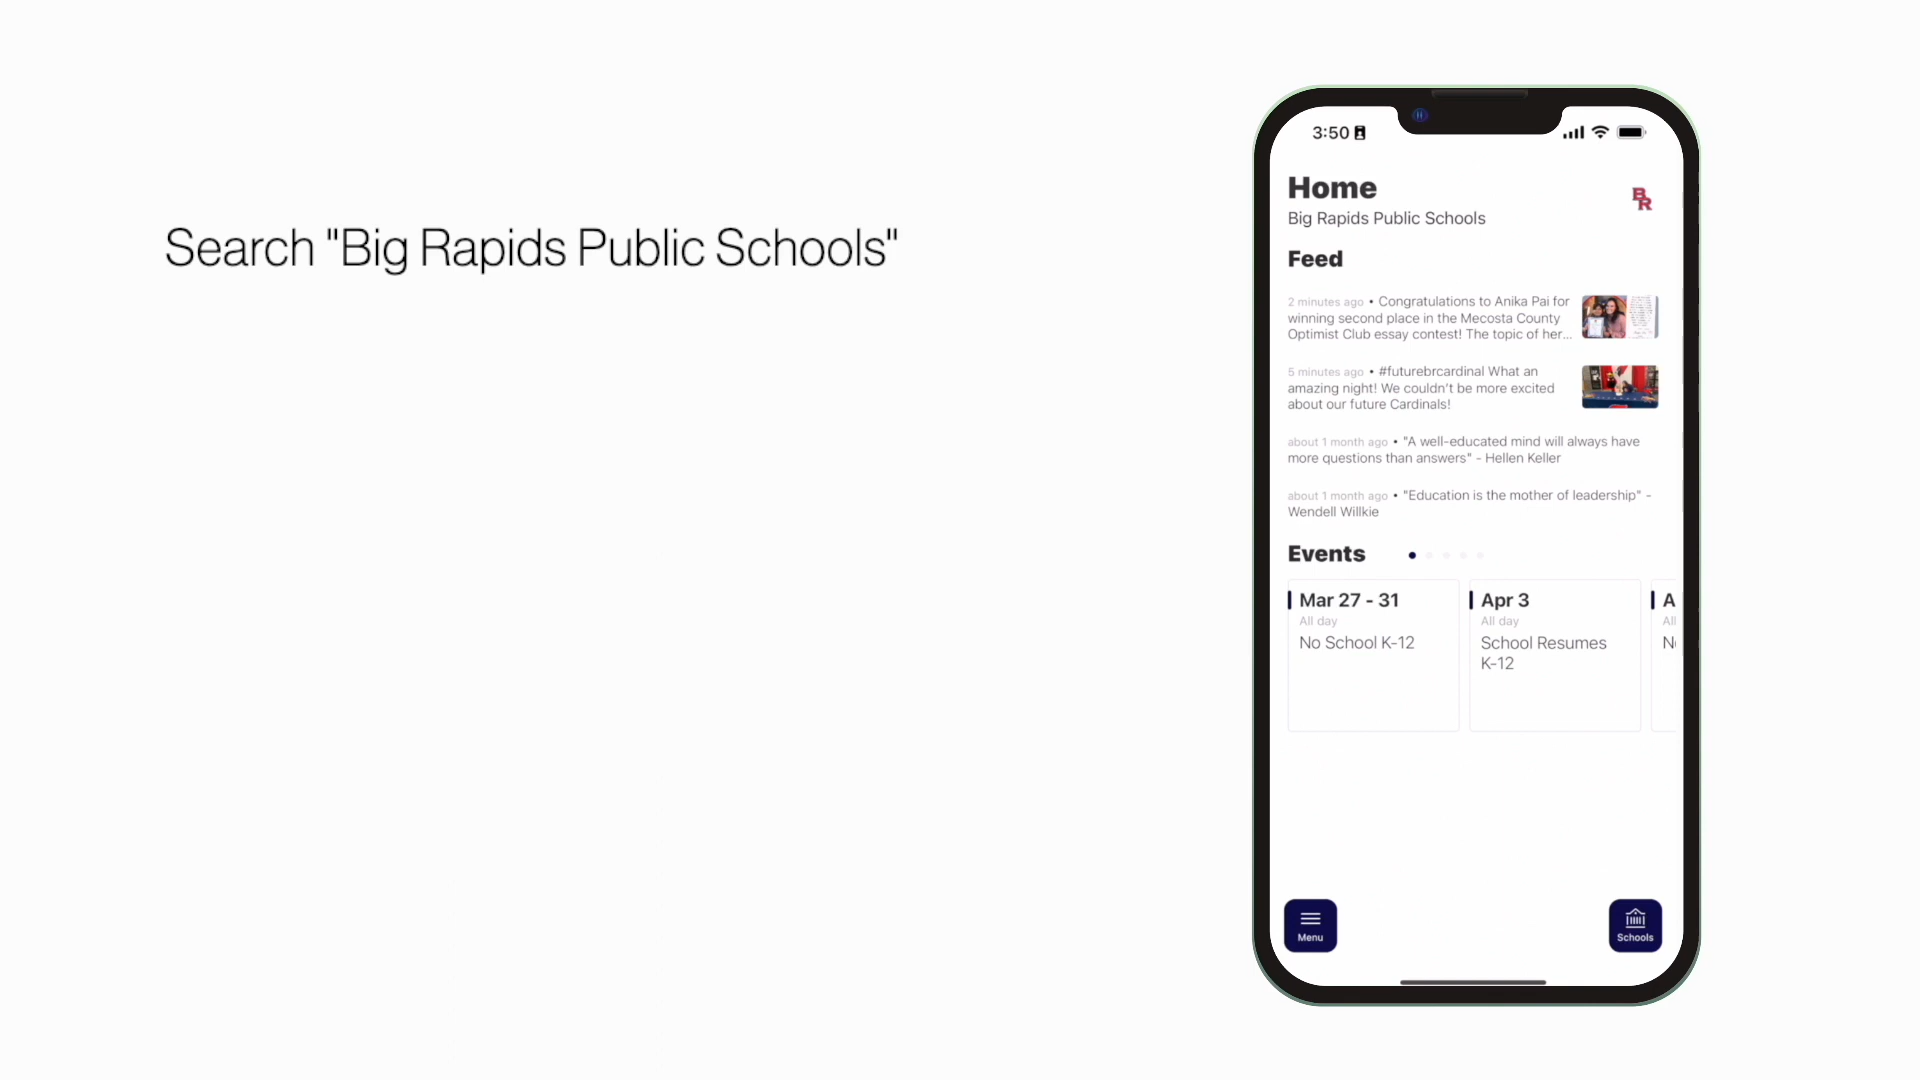 Search "Big Rapids Public Schools"
3:50
Home
BR
Big Rapids Public Schools
Feed
2 minutes ago • Congratulations to Anika Pai for
winning second place in the Mecosta County
Optimist Club essay contest! The topic of her...
5 minutes ago • #futurebrcardinal What an
amazing night! We couldn't be more excited
about our future Cardinals!
about 1 month ago • "A well-educated mind will always have
more questions than answers" - Hellen Keller
about 1 month ago • "Education is the mother of leadership" -
Wendell Willkie
Events
Mar 27 - 31
All day
No School K-12
Apr 3
All day
School Resumes
K-12
A
All
Menu
Schools